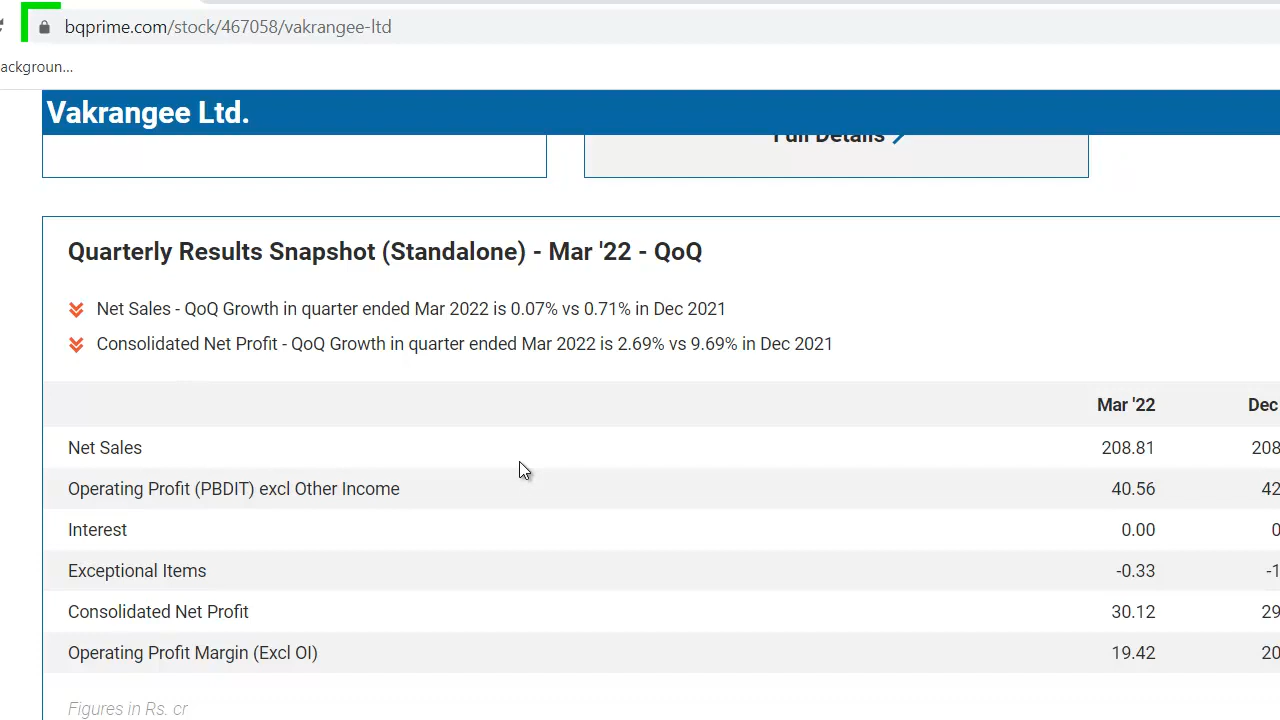 bqprime.com/stock/467058/vakrangee-ltd
ackgroun...
Vakrangee Ltd.
Full Details
Quarterly Results Snapshot (Standalone) - Mar '22 - QoQ
Net Sales - QoQ Growth in quarter ended Mar 2022 is 0.07% vs 0.71% in Dec 2021
Consolidated Net Profit - QoQ Growth in quarter ended Mar 2022 is 2.69% vs 9.69% in Dec 2021
Mar '22 Dec
Net Sales 208.81 208
Operating Profit (PBDIT) excl Other Income 40.56 42
Interest 0.00 0
Exceptional Items -0.33 -1
Consolidated Net Profit 30.12 29
Operating Profit Margin (Excl OI) 19.42 20
Figures in Rs. cr